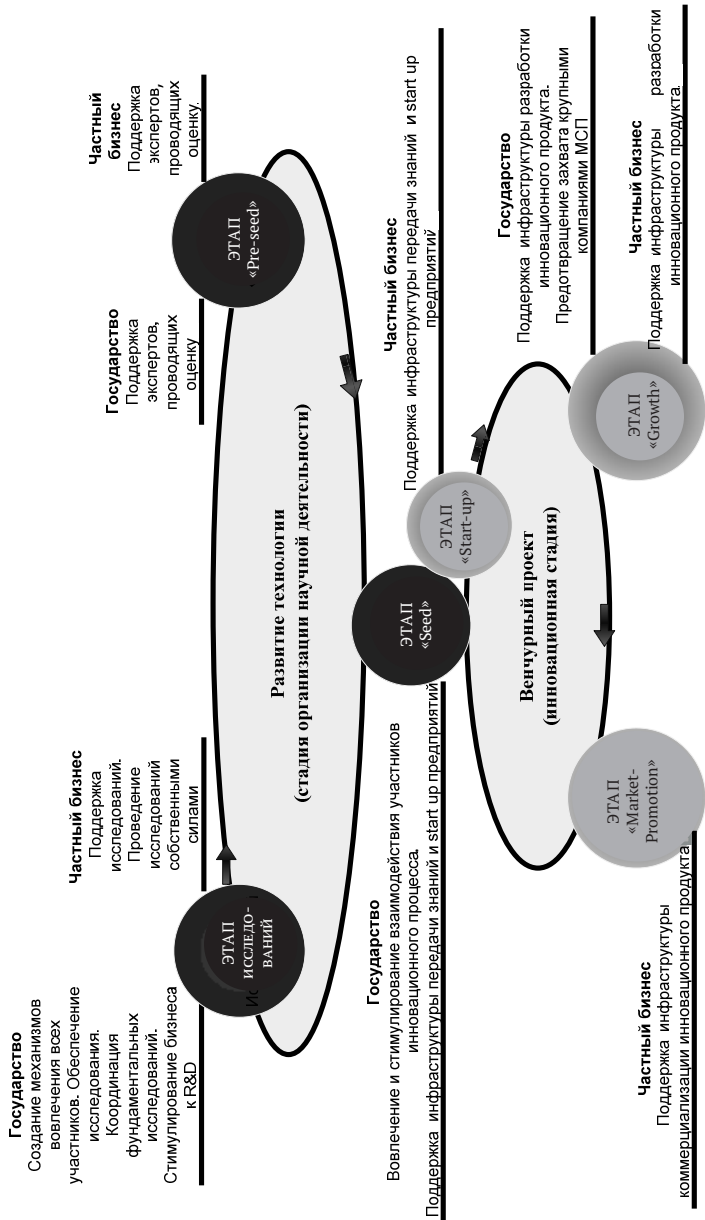 Государство
Создание механизмов
вовлечения всех
участников. Обеспечение
исследования.
Координация
фундаментальных
исследований.
Стимулирование бизнеса
к R&D
Частный бизнес
Поддержка
исследований.
Проведение
исследований
собственными
силами
Государство
Поддержка
экспертов,
проводящих
оценку
Частный
бизнес
Поддержка
экспертов,
проводящих
оценку.
ЭТАП
ИССЛЕДО-
ВАНИЙ
Ис
ЭТАП
«Pre-seed»
Развитие технологии
(стадия организации научной деятельности)
Государство
Вовлечение и стимулирование взаимодействия участников
инновационного процесса.
Поддержка инфраструктуры передачи знаний и start up предприятий
ЭТАП
«Seed»
ЭТАП
«Start-up»
Частный бизнес
Поддержка инфраструктуры передачи знаний и start up
предприятий
Венчурный проект
(инновационная стадия)
Государство
Поддержка инфраструктуры разработки
инновационного продукта.
Предотвращение захвата крупными
компаниями МСП
ЭТАП
«Market-
Promotion»
ЭТАП
«Growth»
Частный бизнес
Поддержка инфраструктуры
коммерциализации инновационного продукта.
Частный бизнес
Поддержка инфраструктуры разработки
инновационного продукта.